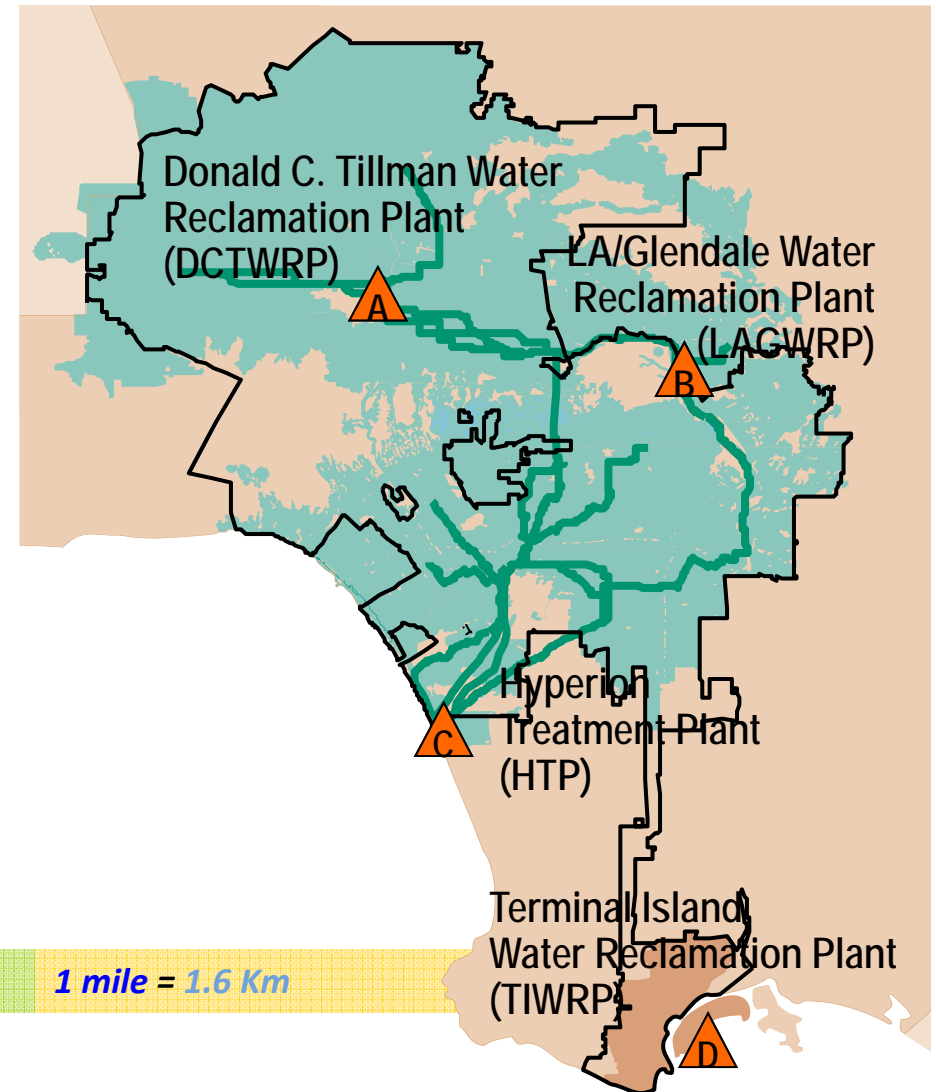 Donald C. Tillman Water
Reclamation Plant
(DCTWRP)
A
LA/Glendale Water
Reclamation Plant
(LAGWRP)
B
Hyperion
Treatment Plant
(HTP)
C
Terminal Island
Water Reclamation Plant
(TIWRP)
D
1 mile = 1.6 Km